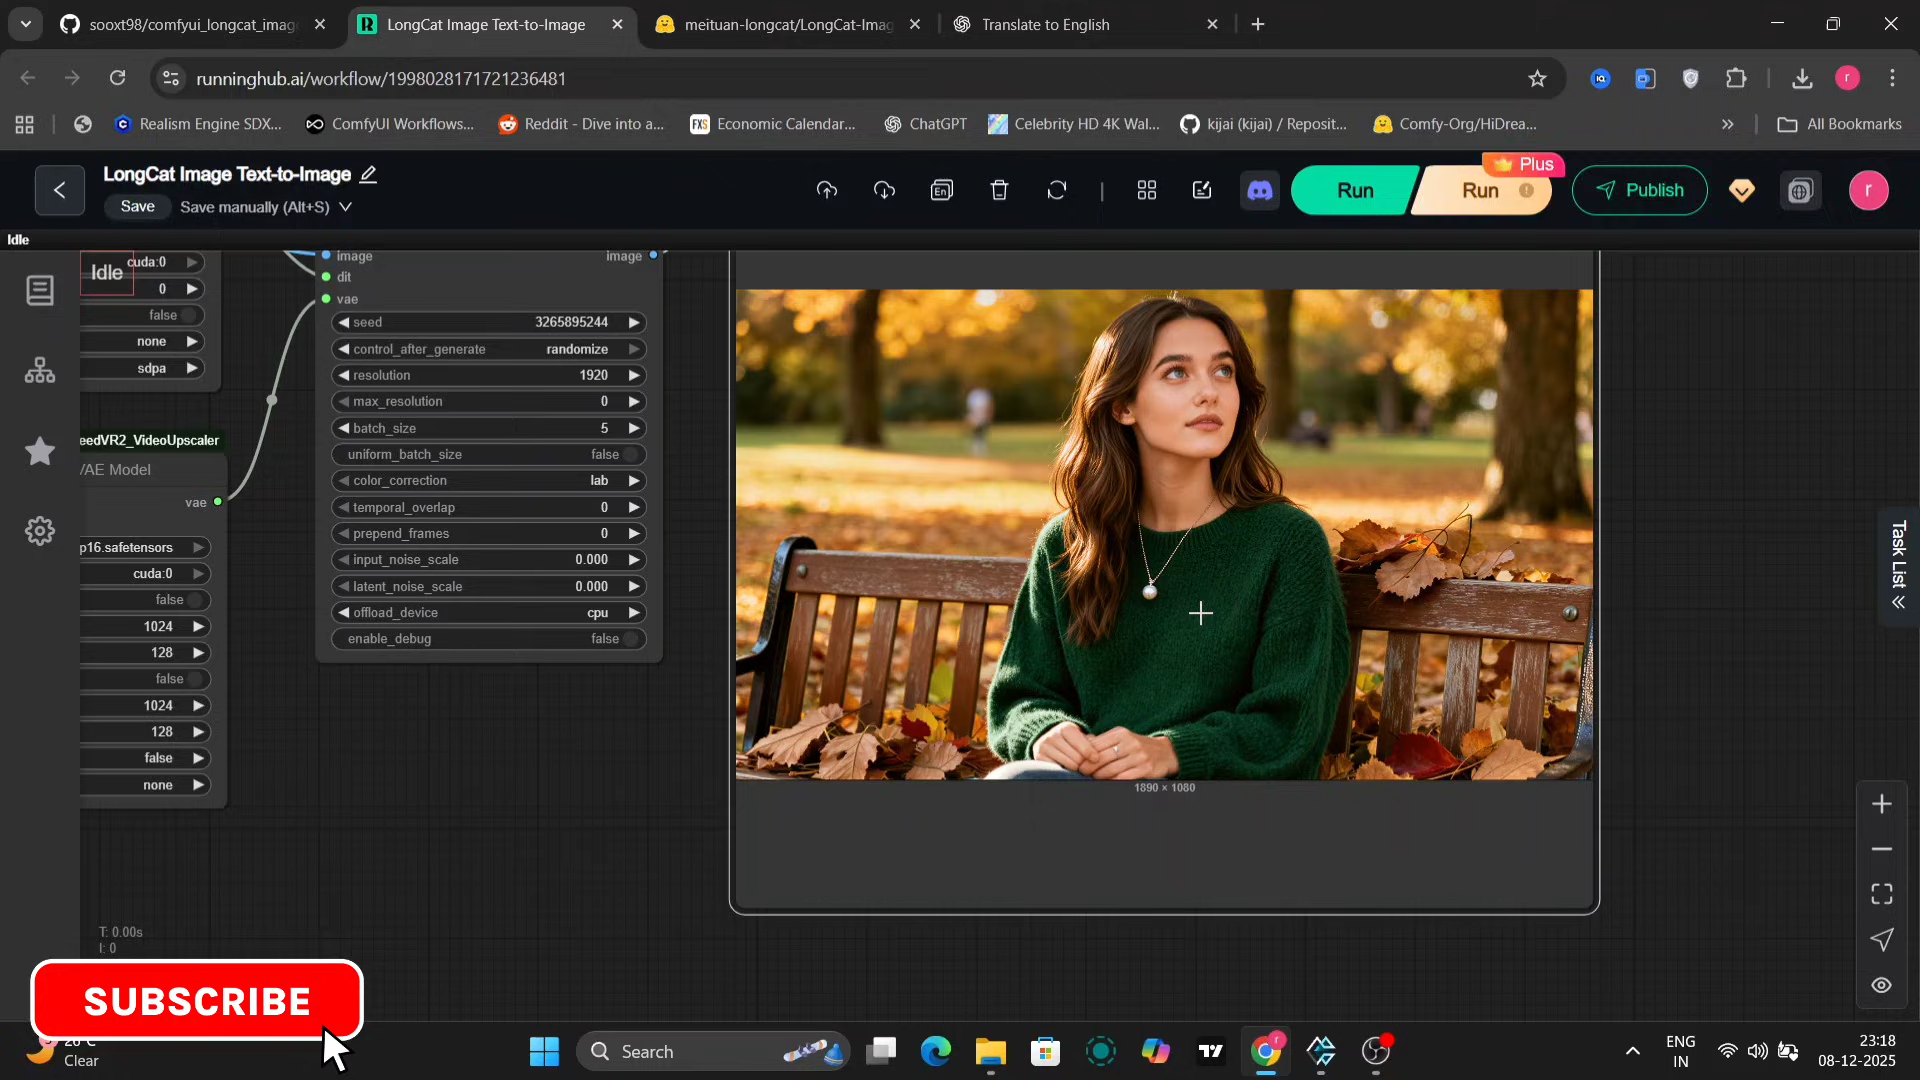 sooxt98/comfyui_longcat_imag
LongCat Image Text-to-Image
meituan-longcat/LongCat-Imag
Translate to English
runninghub.ai/workflow/1998028171721236481
Realism Engine SDX...
ComfyUI Workflows...
Reddit - Dive into a...
FXS
Economic Calendar...
ChatGPT
Celebrity HD 4K Wal...
kijai (kijai) / Reposit...
Comfy-Org/HiDrea...
All Bookmarks
LongCat Image Text-to-Image
Save
Save manually (Alt+S)
En
Run
Run
Plus
Publish
r
Idle
Idle
cuda:0
0
false
none
sdpa
eedVR2_VideoUpscaler
/AE Model
vae
p16.safetensors
cuda:0
false
1024
128
false
1024
128
false
none
image
image
dit
vae
seed 3265895244
control_after_generate randomize
resolution 1920
max_resolution 0
batch_size 5
uniform_batch_size false
color_correction lab
temporal_overlap 0
prepend_frames 0
input_noise_scale 0.000
latent_noise_scale 0.000
offload_device cpu
enable_debug false
1890 × 1080
Task List
T: 0.00s
I: 0
SUBSCRIBE
26°C
Clear
Search
ENG
IN
23:18
08-12-2025